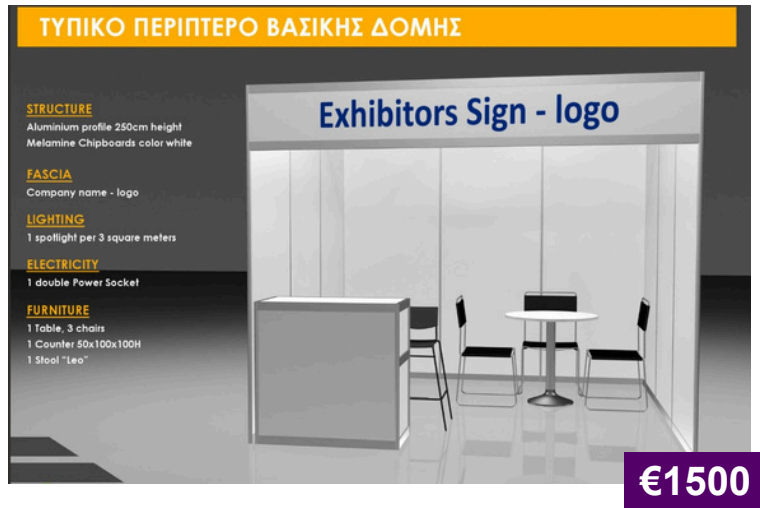 ΤΥΠΙΚΟ ΠΕΡΙΠΤΕΡΟ ΒΑΣΙΚΗΣ ΔΟΜΗΣ
STRUCTURE
Aluminium profile 250cm height
Melamine Chipboards color white
FASCIA
Company name - logo
LIGHTING
1 spotlight per 3 square meters
ELECTRICITY
1 double Power Socket
FURNITURE
1 Table, 3 chairs
1 Counter 50x100x100H
1 Stool “Leo”
Exhibitors Sign - logo
€1500